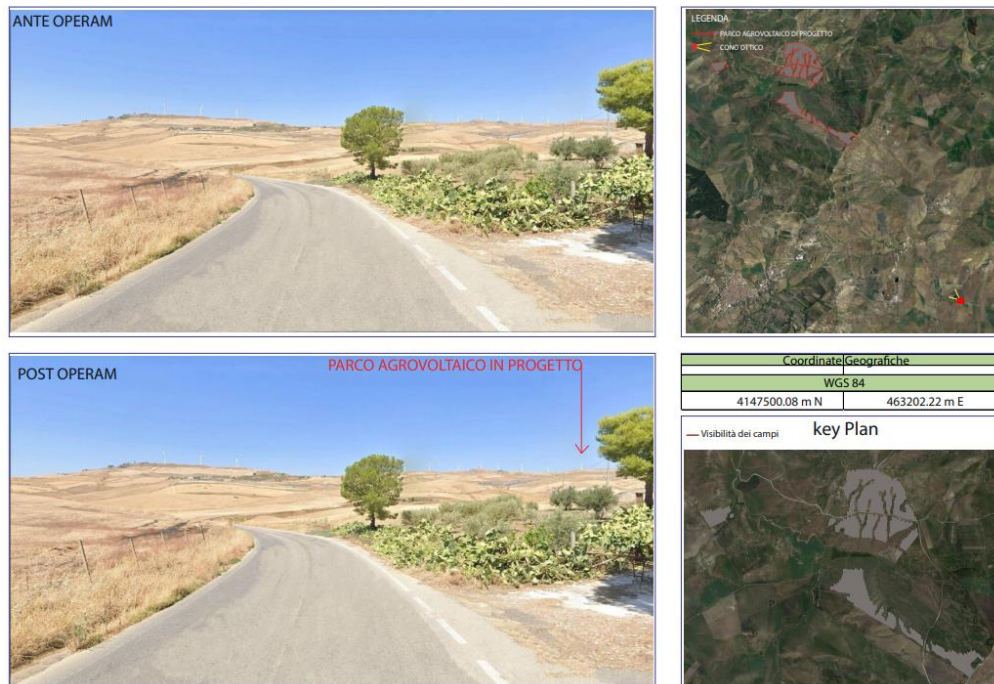 ANTE OPERAM
LEGENDA
PARCO AGROVOLTAICO DI PROGETTO
CONO OTTICO
POST OPERAM
PARCO AGROVOLTAICO IN PROGETTO
Coordinate Geografiche
WGS 84
4147500.08 m N 463202.22 m E
Visibilità dei campi
key Plan